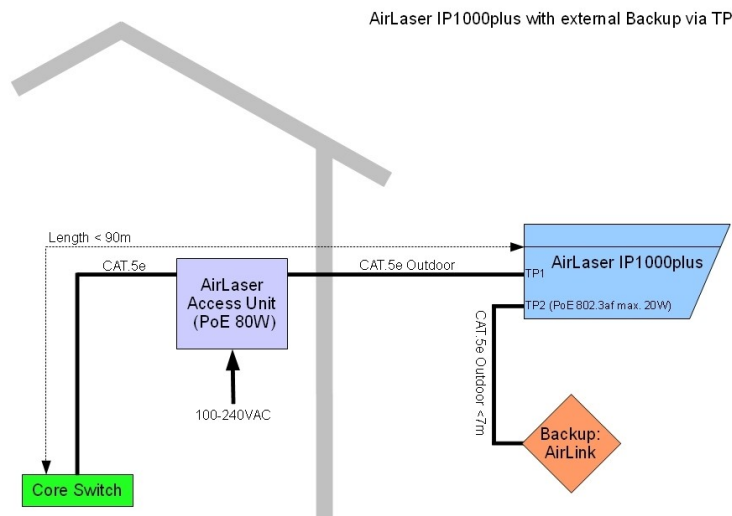 AirLaser IP1000plus with external Backup via TP
Length < 90m
CAT.5e
AirLaser
Access Unit
(PoE 80W)
CAT.5e Outdoor
AirLaser IP1000plus
TP1
TP2 (PoE 802.3af max. 20W)
CAT.5e Outdoor <7m
100-240VAC
Backup:
AirLink
Core Switch